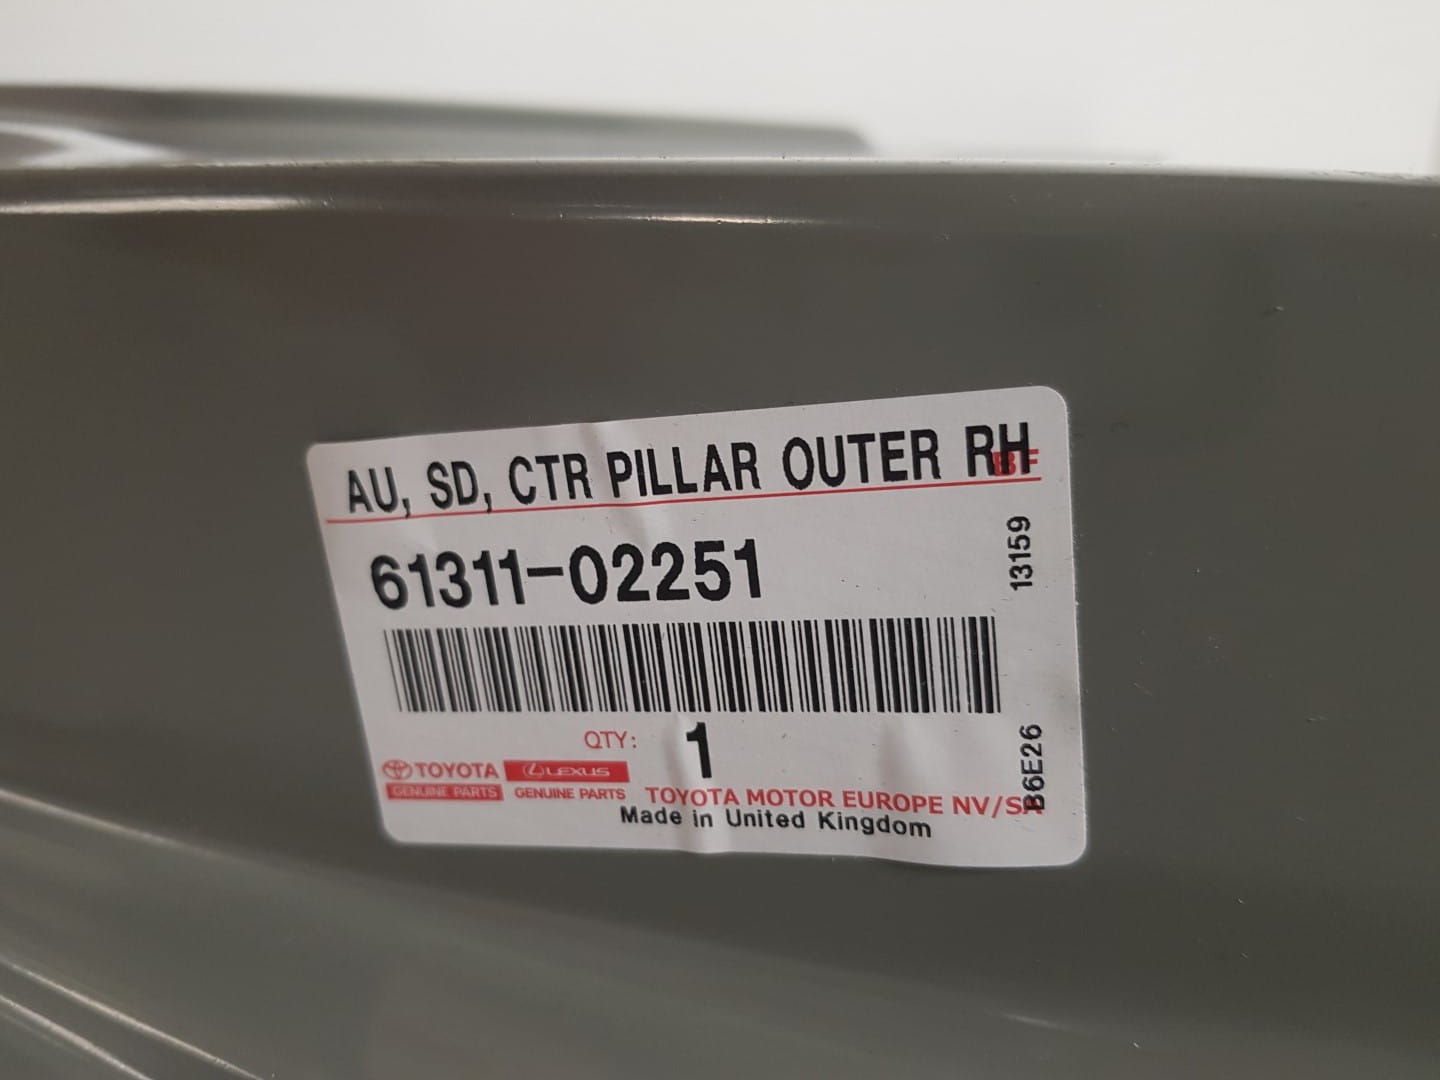 AU, SD, CTR PILLAR OUTER RH
BF
61311-02251
13159
QTY: 1
B6E26
TOYOTA
GENUINE PARTS
LEXUS
GENUINE PARTS
TOYOTA MOTOR EUROPE NV/SA
Made in United Kingdom